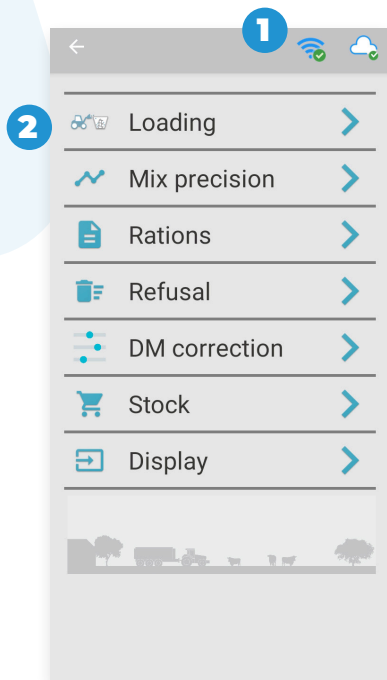 1
2
Loading
Mix precision
Rations
Refusal
DM correction
Stock
Display